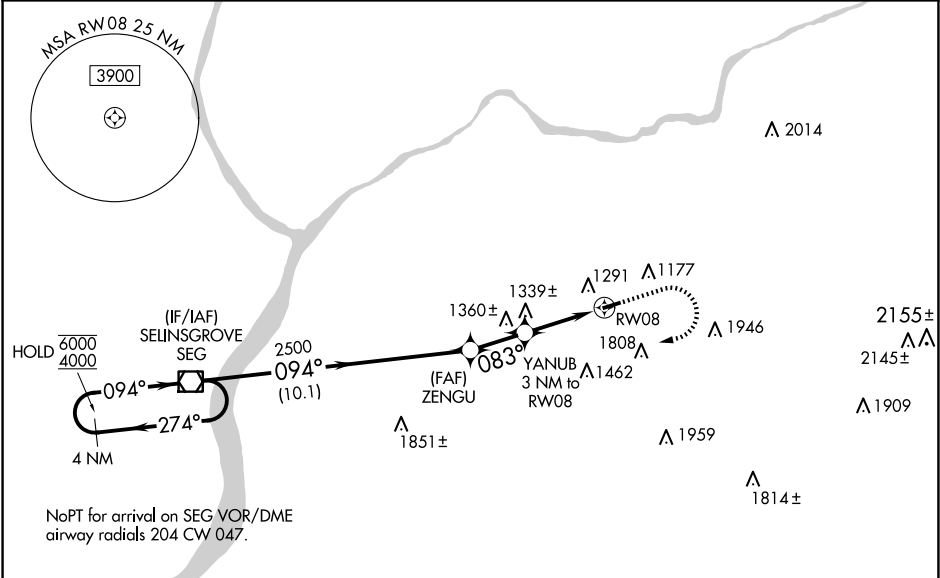 MSA RW08 25 NM
3900
2014
1339±
1291
1177
1360±
RW08
(IF/IAF)
SELINSGROVE
SEG
HOLD
6000
4000
2500
094°
(10.1)
094°
274°
4 NM
(FAF)
ZENGU
083°
YANUB
3 NM to
RW08
1808
1462
1946
2155±
2145±
1909
1851±
1959
1814±
NoPT for arrival on SEG VOR/DME
airway radials 204 CW 047.